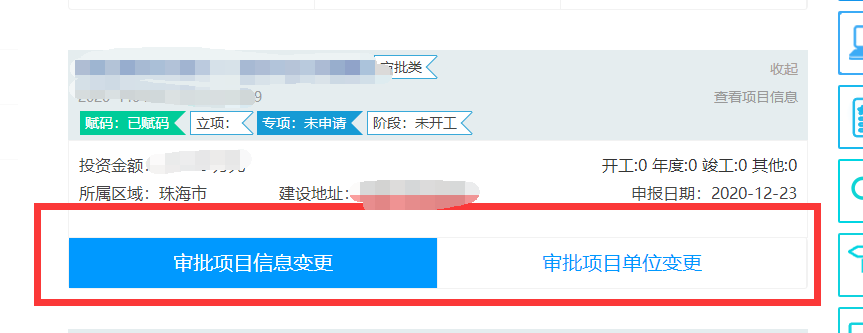 审批类
收起
查看项目信息
赋码：已赋码 立项： 专项：未申请 阶段：未开工
投资金额： 开工:0 年度:0 竣工:0 其他:0
所属区域：珠海市 建设地址： 申报日期：2020-12-23
审批项目信息变更 审批项目单位变更